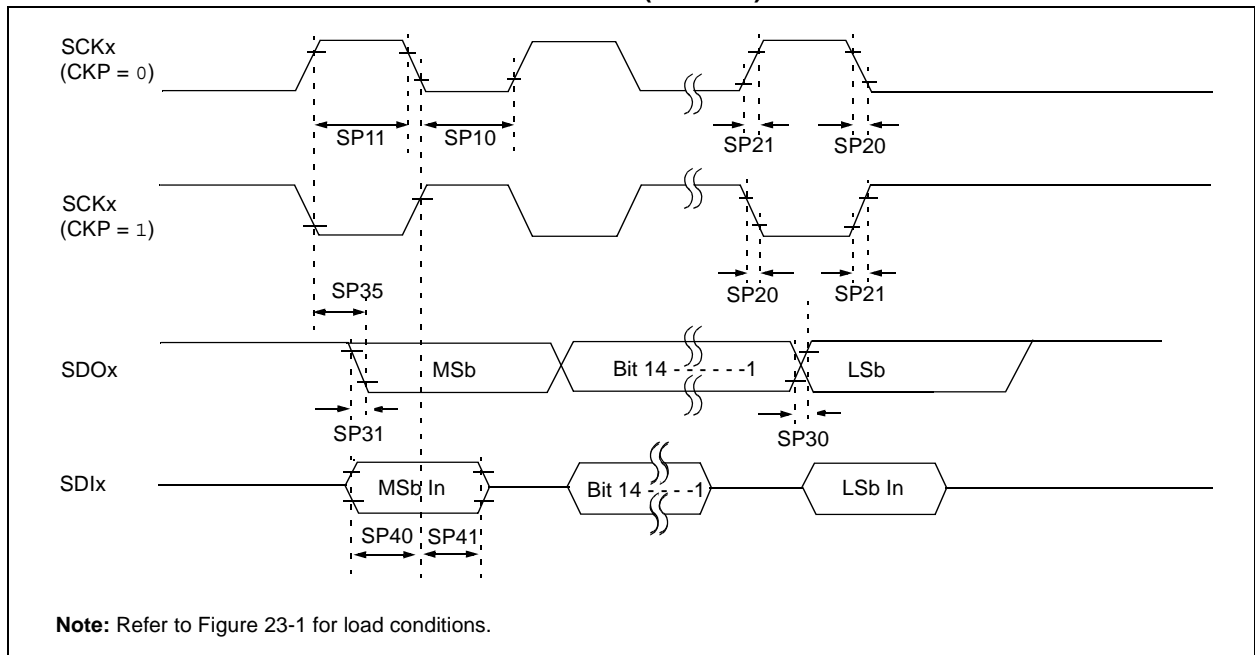 SCKx
(CKP = 0)
SP11
SP10
SP21
SP20
SCKx
(CKP = 1)
SP35
SP20
SP21
SDOx
MSb
Bit 14 - - - - - -1
LSb
SP31
SP30
SDIx
MSb In
Bit 14 - - - -1
LSb In
SP40
SP41
Note: Refer to Figure 23-1 for load conditions.